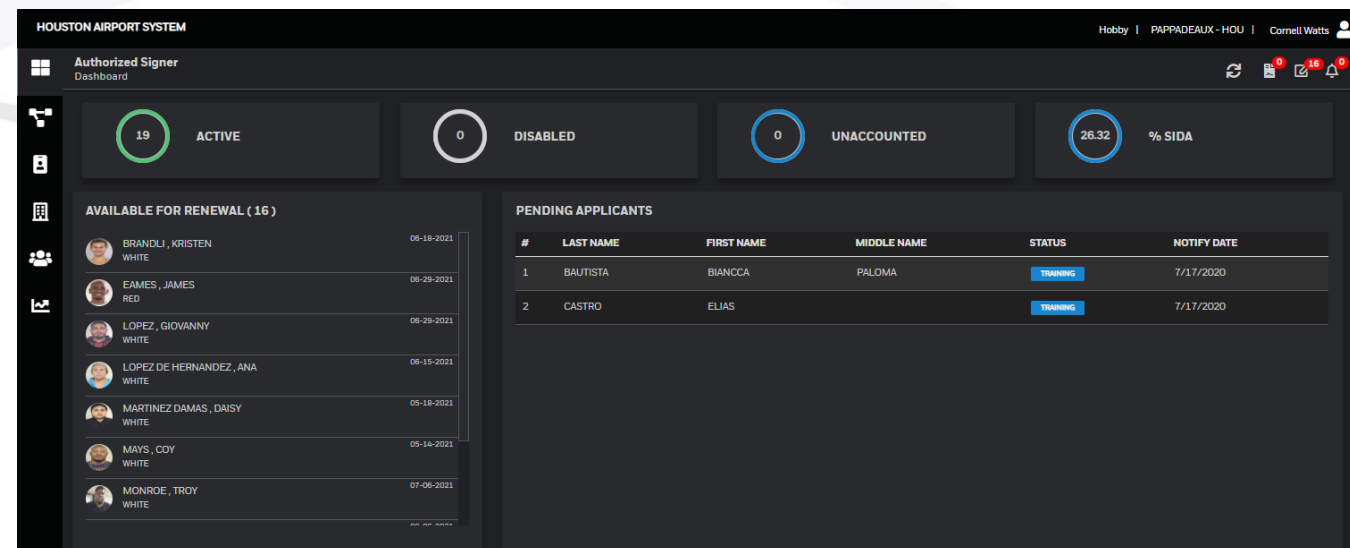 HOUSTON AIRPORT SYSTEM
Hobby | PAPPADEAUX - HOU | Cornell Watts
Authorized Signer
Dashboard
0 16 0
19 ACTIVE
0 DISABLED
0 UNACCOUNTED
26.32 % SIDA
AVAILABLE FOR RENEWAL ( 16 )
BRANDLI , KRISTEN 06-18-2021
WHITE
EAMES , JAMES 06-29-2021
RED
LOPEZ , GIOVANNY 06-29-2021
WHITE
LOPEZ DE HERNANDEZ , ANA 06-15-2021
WHITE
MARTINEZ DAMAS , DAISY 05-18-2021
WHITE
MAYS , COY 05-14-2021
WHITE
MONROE , TROY 07-06-2021
WHITE
PENDING APPLICANTS
# LAST NAME FIRST NAME MIDDLE NAME STATUS NOTIFY DATE
1 BAUTISTA BIANCCA PALOMA TRAINING 7/17/2020
2 CASTRO ELIAS TRAINING 7/17/2020